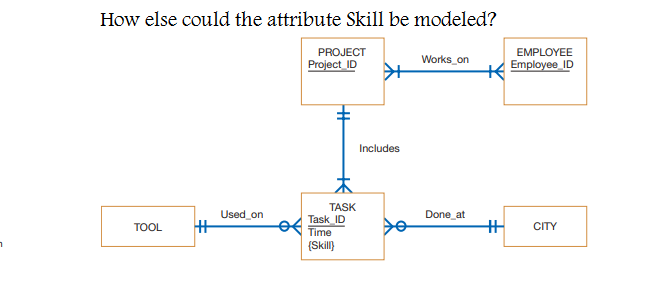 How else could the attribute Skill be modeled?
PROJECT
Project_ID
Works_on
EMPLOYEE
Employee_ID
Includes
TASK
Task_ID
Time
{Skill}
Used_on
Done_at
TOOL
CITY